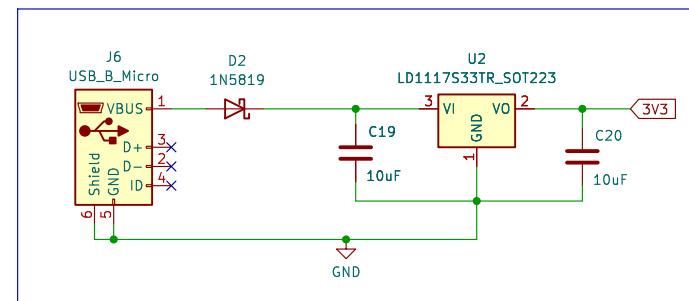 J6
USB_B_Micro
D2
1N5819
U2
LD1117S33TR_SOT223
VBUS 1
D+ 3
D- 2
ID 4
Shield 6
GND 5
C19
10uF
3 VI
VO 2
GND 1
3V3
C20
10uF
GND